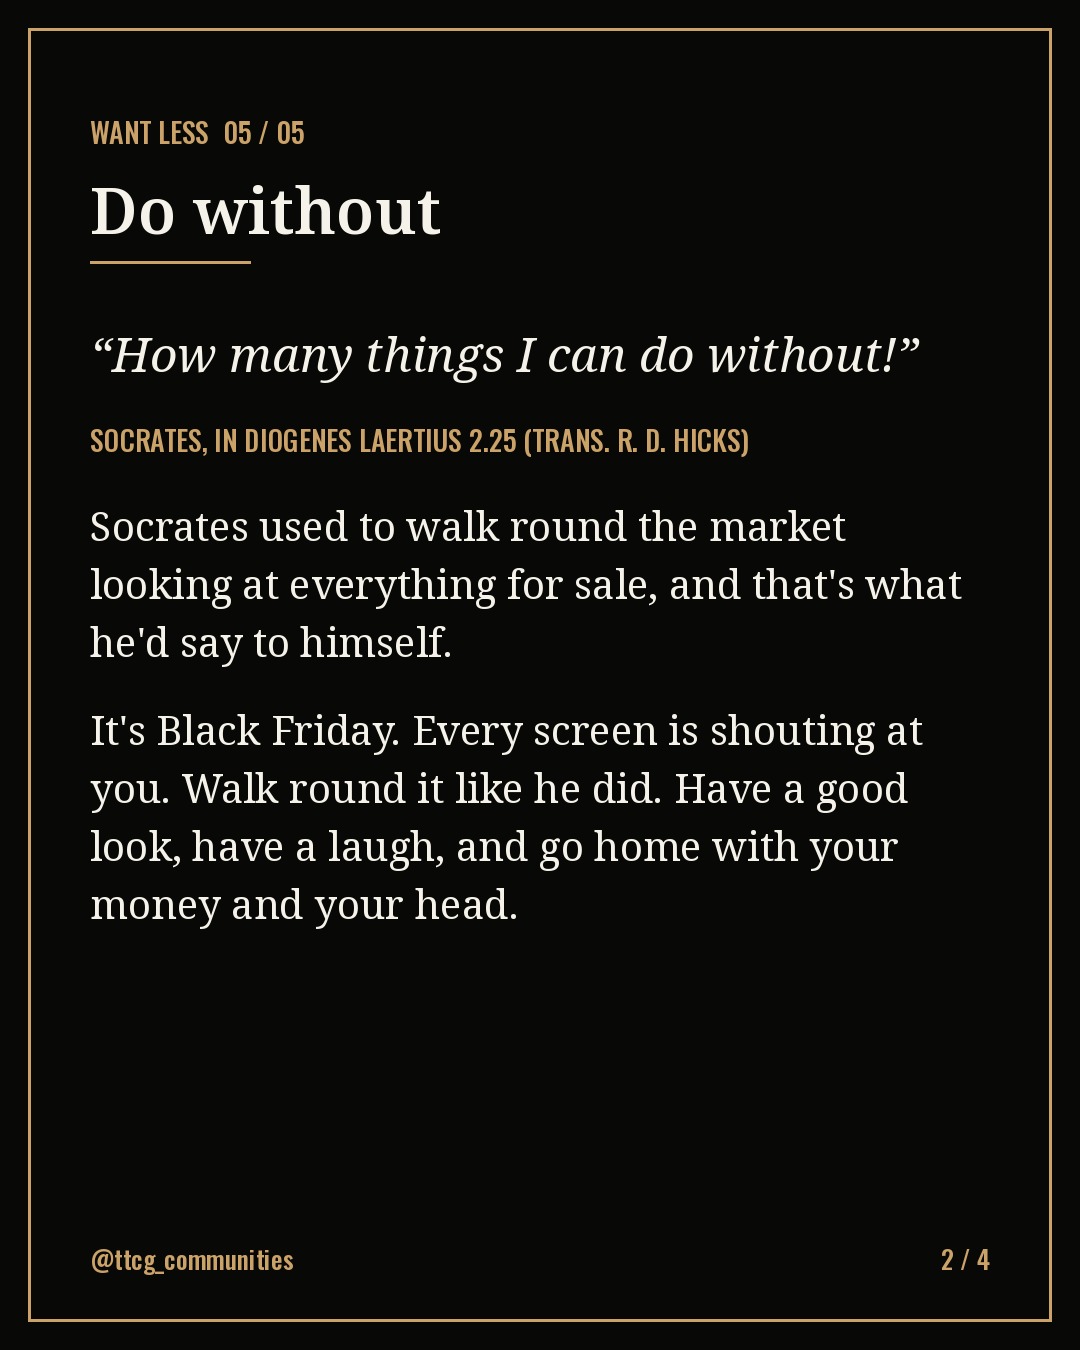 WANT LESS 05 / 05
Do without
“How many things I can do without!”
SOCRATES, IN DIOGENES LAERTIUS 2.25 (TRANS. R. D. HICKS)
Socrates used to walk round the market
looking at everything for sale, and that's what
he'd say to himself.
It's Black Friday. Every screen is shouting at
you. Walk round it like he did. Have a good
look, have a laugh, and go home with your
money and your head.
@ttcg_communities
2 / 4